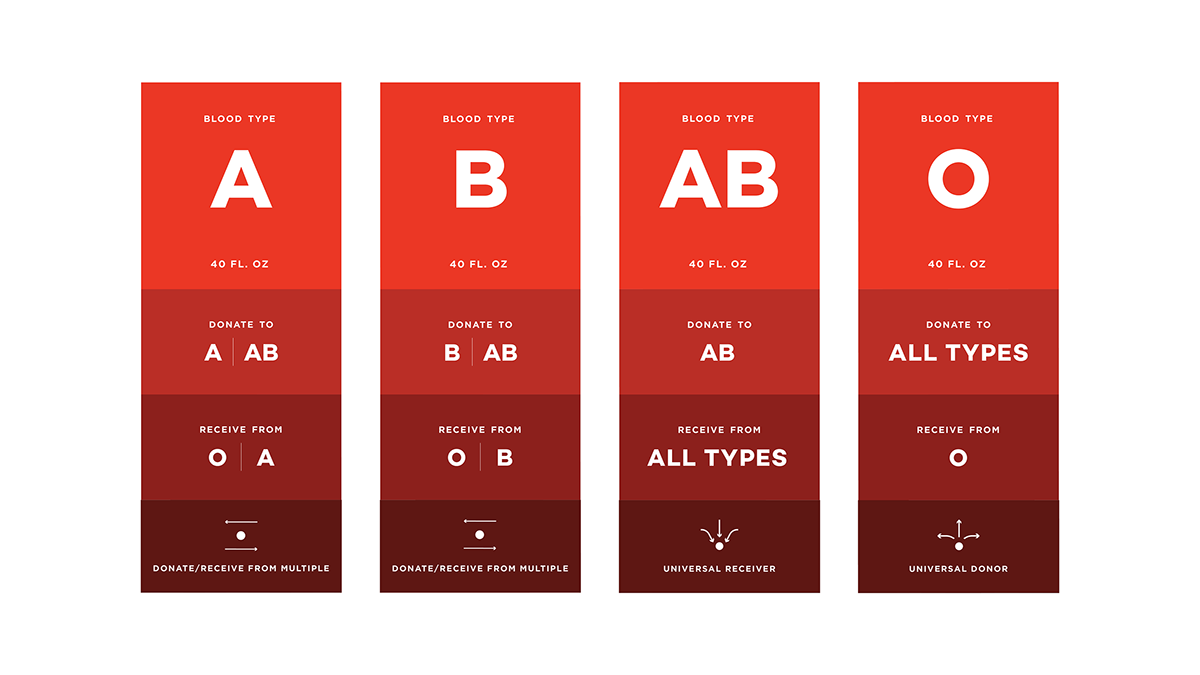 BLOOD TYPE
A
40 FL. OZ
DONATE TO
A | AB
RECEIVE FROM
O | A
DONATE/RECEIVE FROM MULTIPLE
BLOOD TYPE
B
40 FL. OZ
DONATE TO
B | AB
RECEIVE FROM
O | B
DONATE/RECEIVE FROM MULTIPLE
BLOOD TYPE
AB
40 FL. OZ
DONATE TO
AB
RECEIVE FROM
ALL TYPES
UNIVERSAL RECEIVER
BLOOD TYPE
O
40 FL. OZ
DONATE TO
ALL TYPES
RECEIVE FROM
O
UNIVERSAL DONOR